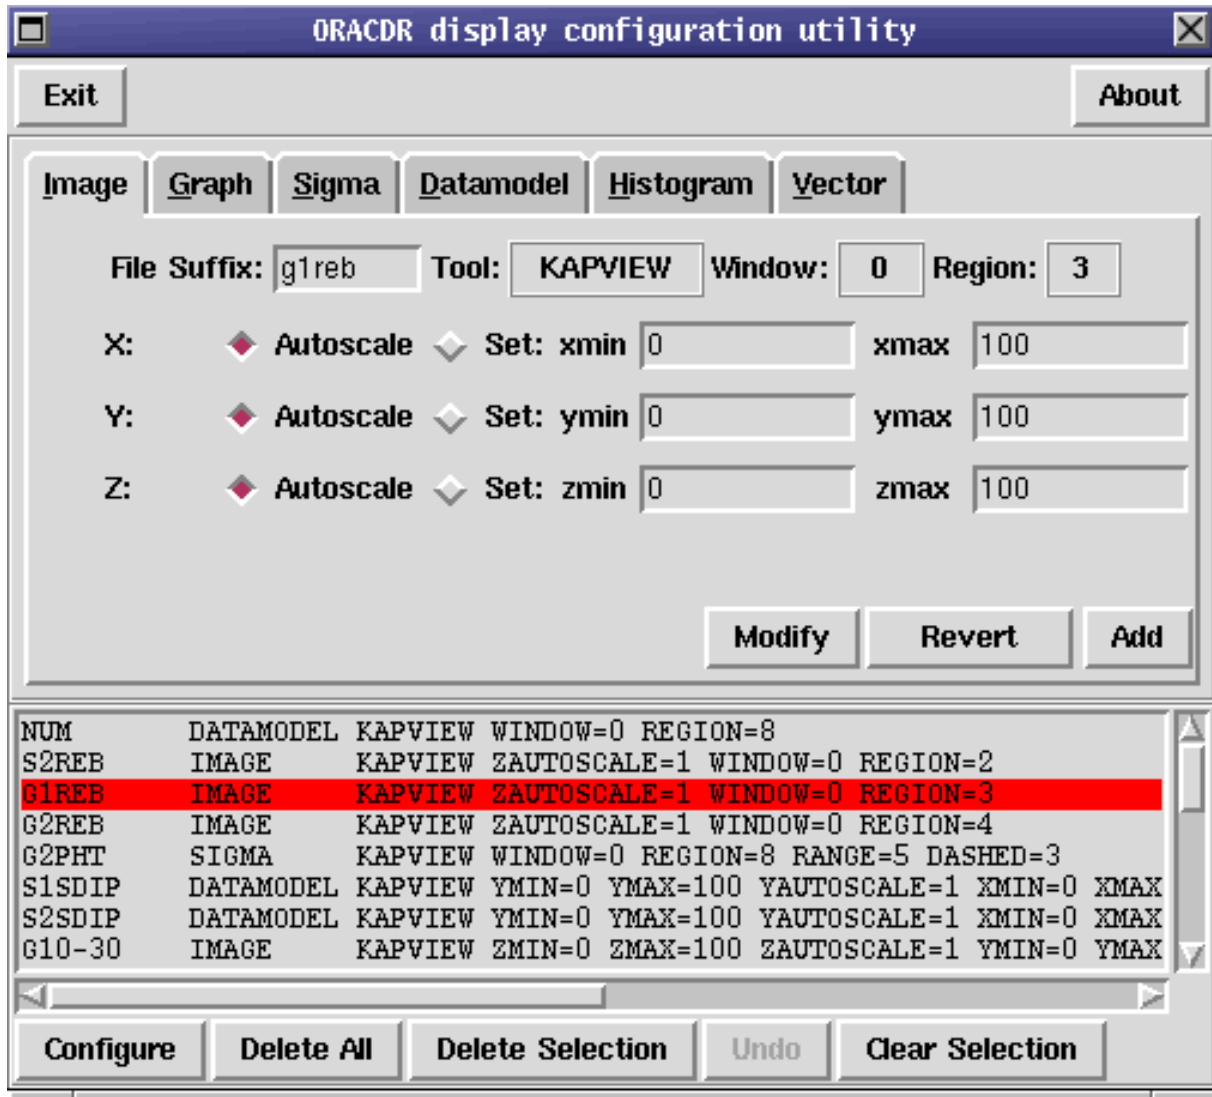 ORACDR display configuration utility
Exit About
Image Graph Sigma Datamodel Histogram Vector
File Suffix: g1reb Tool: KAPVIEW Window: 0 Region: 3
X: Autoscale Set: xmin 0 xmax 100
Y: Autoscale Set: ymin 0 ymax 100
Z: Autoscale Set: zmin 0 zmax 100
Modify Revert Add
NUM DATAMODEL KAPVIEW WINDOW=0 REGION=8
S2REB IMAGE KAPVIEW ZAUTOSCALE=1 WINDOW=0 REGION=2
G1REB IMAGE KAPVIEW ZAUTOSCALE=1 WINDOW=0 REGION=3
G2REB IMAGE KAPVIEW ZAUTOSCALE=1 WINDOW=0 REGION=4
G2PHT SIGMA KAPVIEW WINDOW=0 REGION=8 RANGE=5 DASHED=3
S1SDIP DATAMODEL KAPVIEW YMIN=0 YMAX=100 YAUTOSCALE=1 XMIN=0 XMAX
S2SDIP DATAMODEL KAPVIEW YMIN=0 YMAX=100 YAUTOSCALE=1 XMIN=0 XMAX
G10-30 IMAGE KAPVIEW ZMIN=0 ZMAX=100 ZAUTOSCALE=1 YMIN=0 YMAX
Configure Delete All Delete Selection Undo Clear Selection